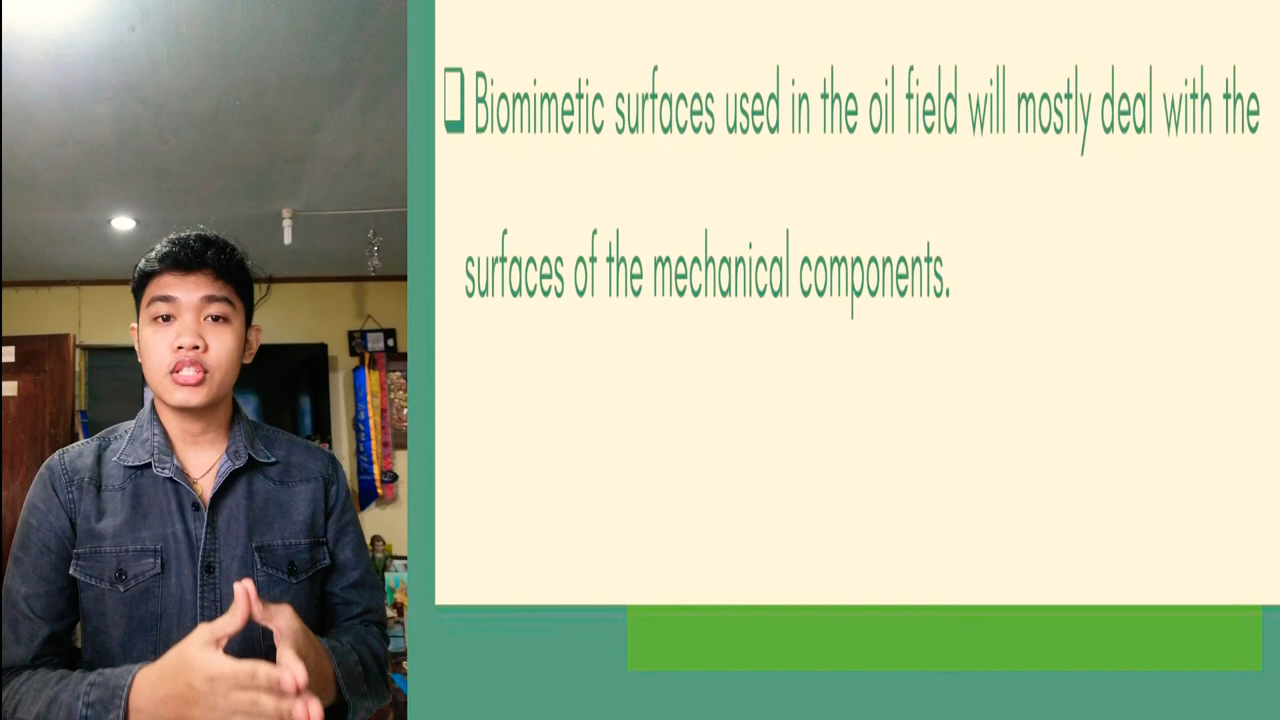 ❑ Biomimetic surfaces used in the oil field will mostly deal with the
surfaces of the mechanical components.